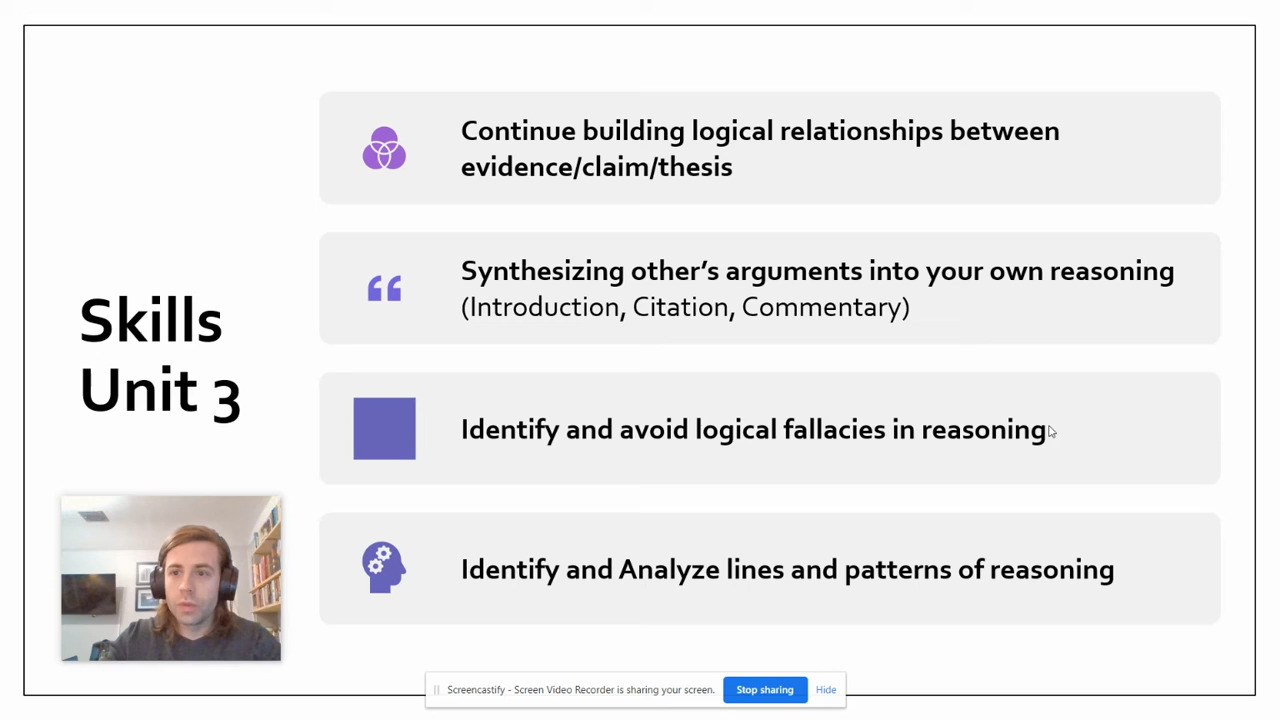 Skills
Unit 3
Continue building logical relationships between
evidence/claim/thesis
Synthesizing other’s arguments into your own reasoning
(Introduction, Citation, Commentary)
Identify and avoid logical fallacies in reasoning
Identify and Analyze lines and patterns of reasoning
Screencastify - Screen Video Recorder is sharing your screen. Stop sharing Hide